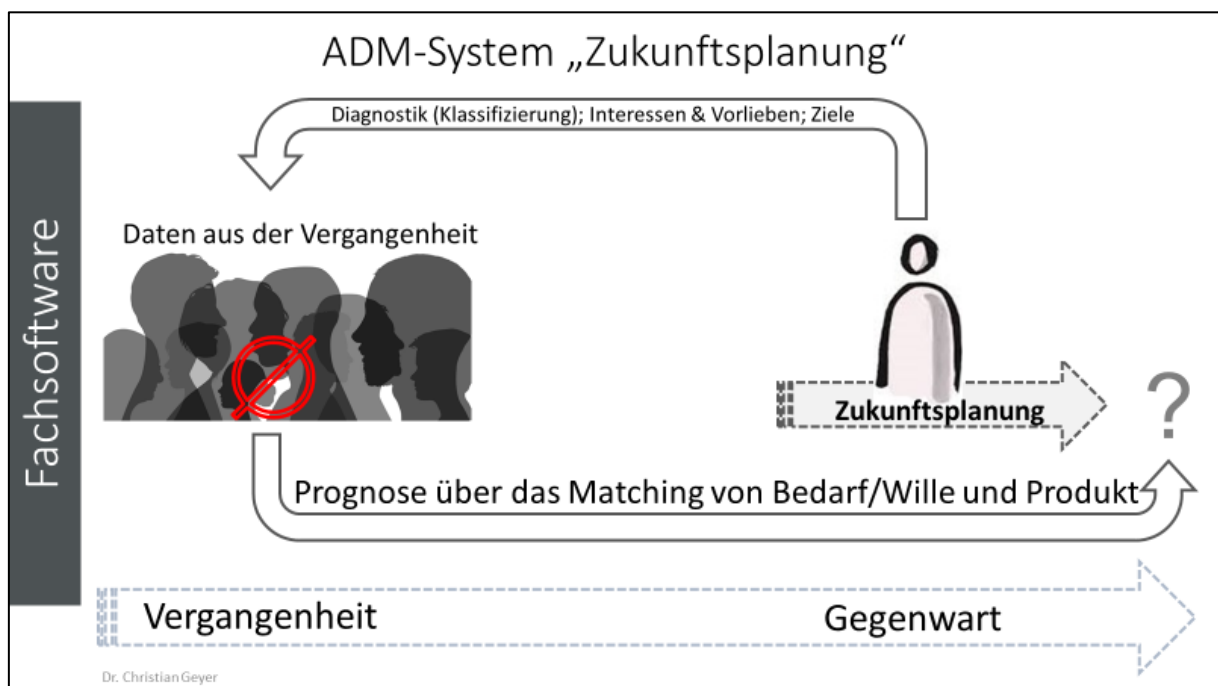 ADM-System „Zukunftsplanung“
Diagnostik (Klassifizierung); Interessen & Vorlieben; Ziele
Fachsoftware
Daten aus der Vergangenheit
Zukunftsplanung
?
Prognose über das Matching von Bedarf/Wille und Produkt
Vergangenheit
Gegenwart
Dr. Christian Geyer